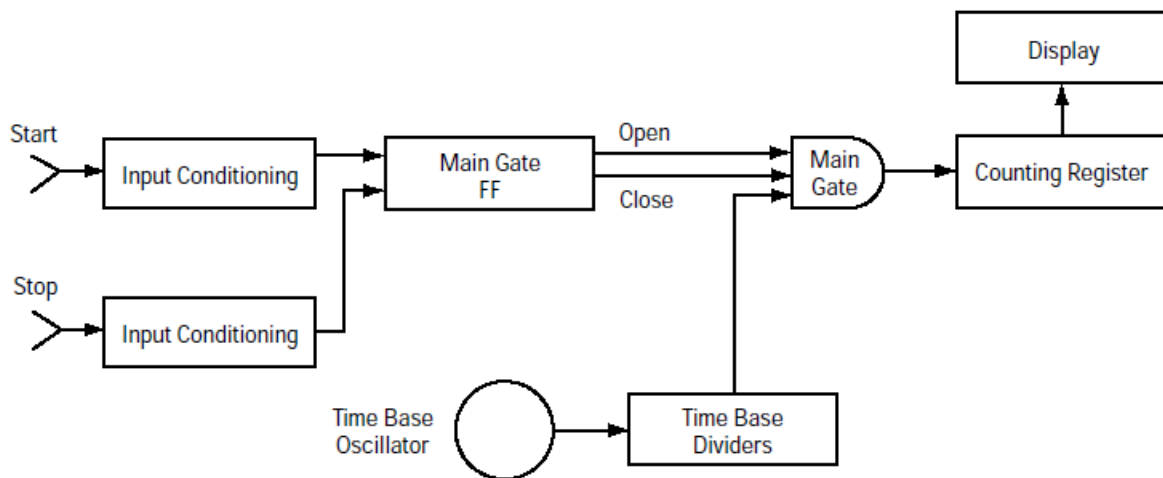 Display
Start
Input Conditioning
Main Gate
FF
Open
Close
Main
Gate
Counting Register
Stop
Input Conditioning
Time Base
Oscillator
Time Base
Dividers